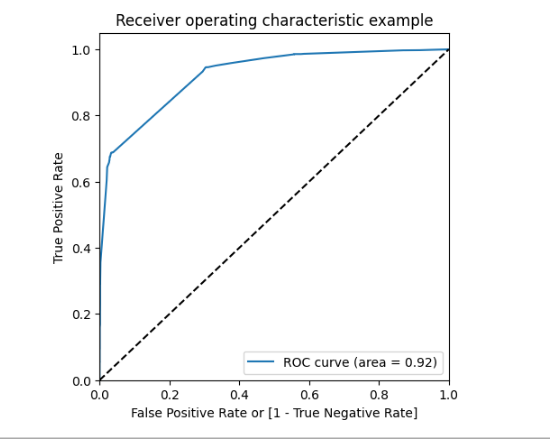 Receiver operating characteristic example
1.0
0.8
0.6
0.4
0.2
0.0
True Positive Rate
ROC curve (area = 0.92)
0.0 0.2 0.4 0.6 0.8 1.0
False Positive Rate or [1 - True Negative Rate]